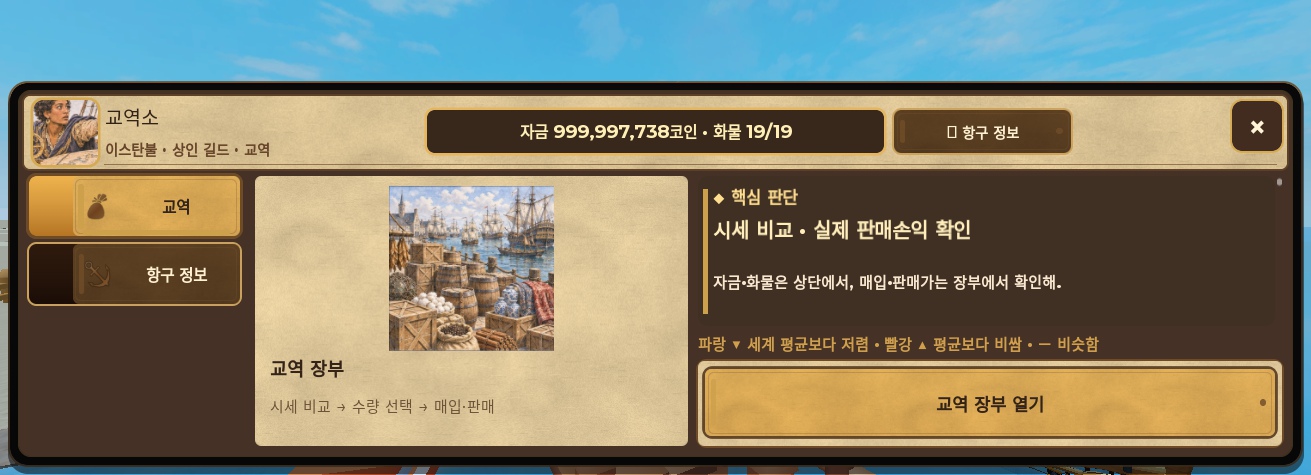 교역소
이스탄불 • 상인 길드 • 교역
자금 999,997,738코인 • 화물 19/19
항구 정보
×
교역
항구 정보
교역 장부
시세 비교 → 수량 선택 → 매입·판매
◆ 핵심 판단
시세 비교 • 실제 판매손익 확인
자금•화물은 상단에서, 매입•판매가는 장부에서 확인해.
파랑 ▼ 세계 평균보다 저렴 • 빨강 ▲ 평균보다 비쌈 • — 비슷함
교역 장부 열기